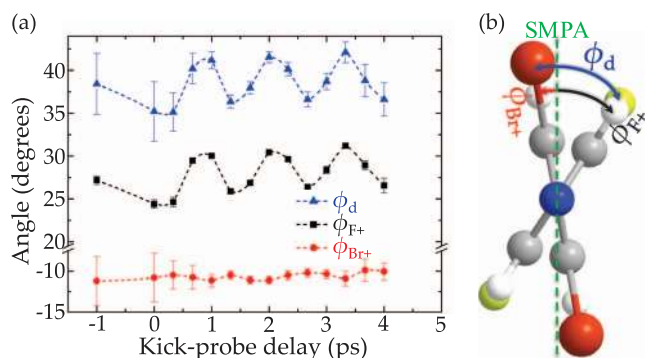 (a)
Angle (degrees)
40
35
30
25
20
-10
-15
ϕd
ϕF+
ϕBr+
-1 0 1 2 3 4 5
Kick-probe delay (ps)
(b)
SMPA
ϕd
φBr+
ϕF+